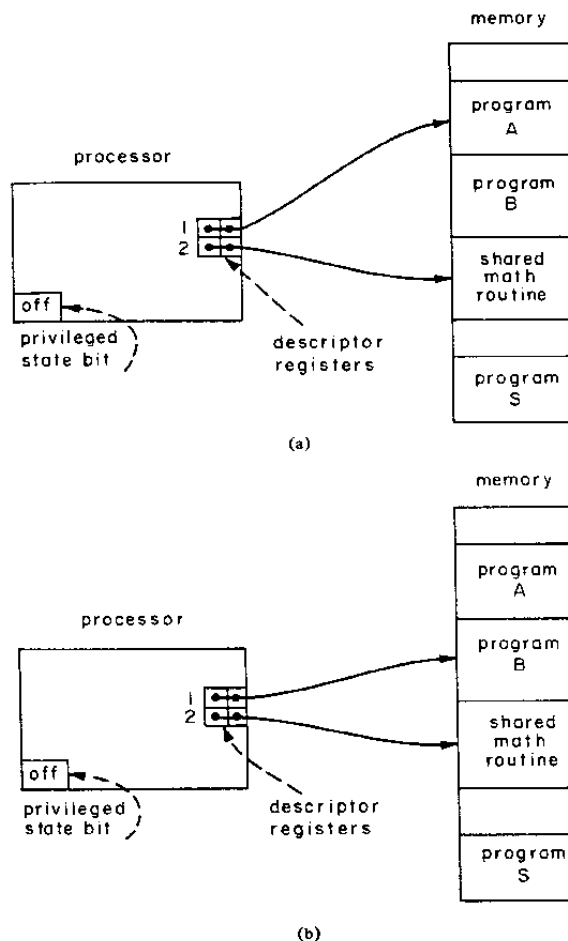 memory
program
A
processor
program
B
1
2
shared
math
routine
off
privileged
state bit
descriptor
registers
program
S
(a)
memory
program
A
processor
program
B
1
2
shared
math
routine
off
privileged
state bit
descriptor
registers
program
S
(b)